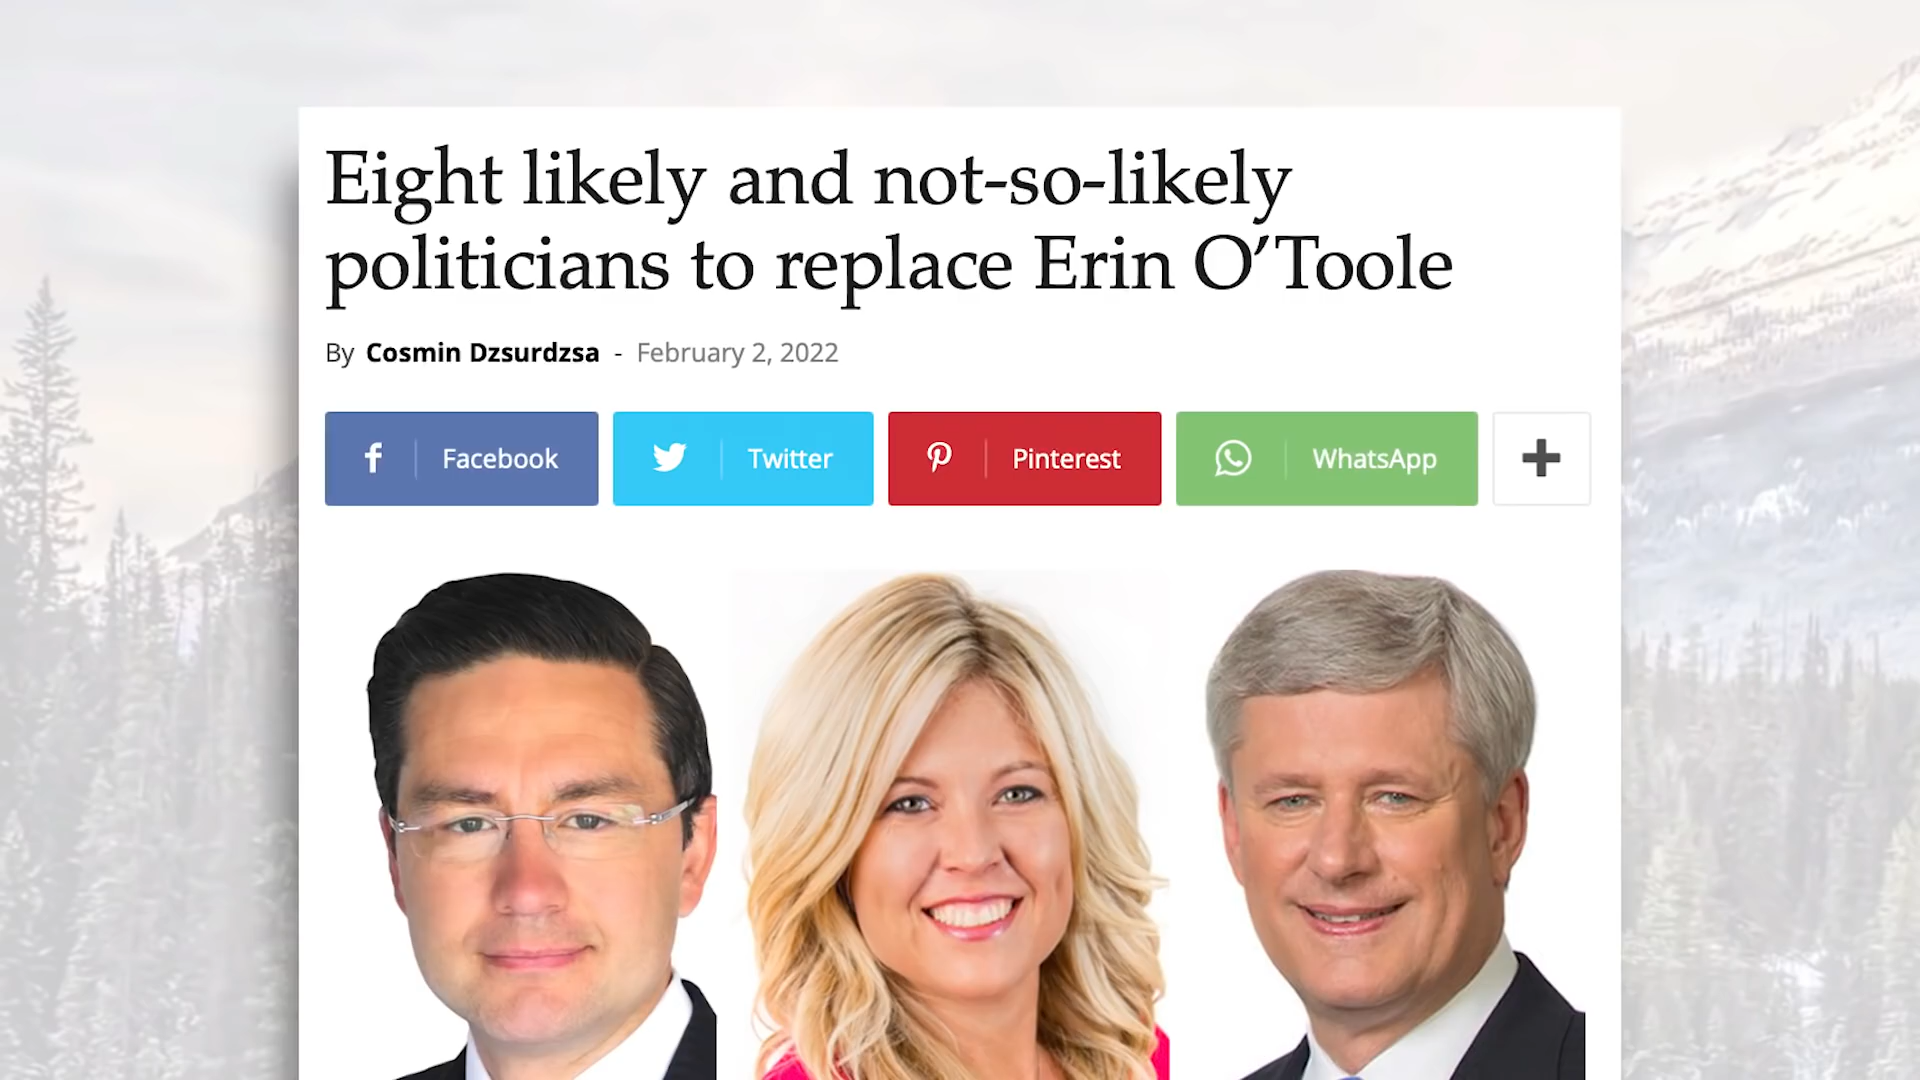 Eight likely and not-so-likely
politicians to replace Erin O’Toole
By Cosmin Dzsurdzsa - February 2, 2022
Facebook Twitter Pinterest WhatsApp